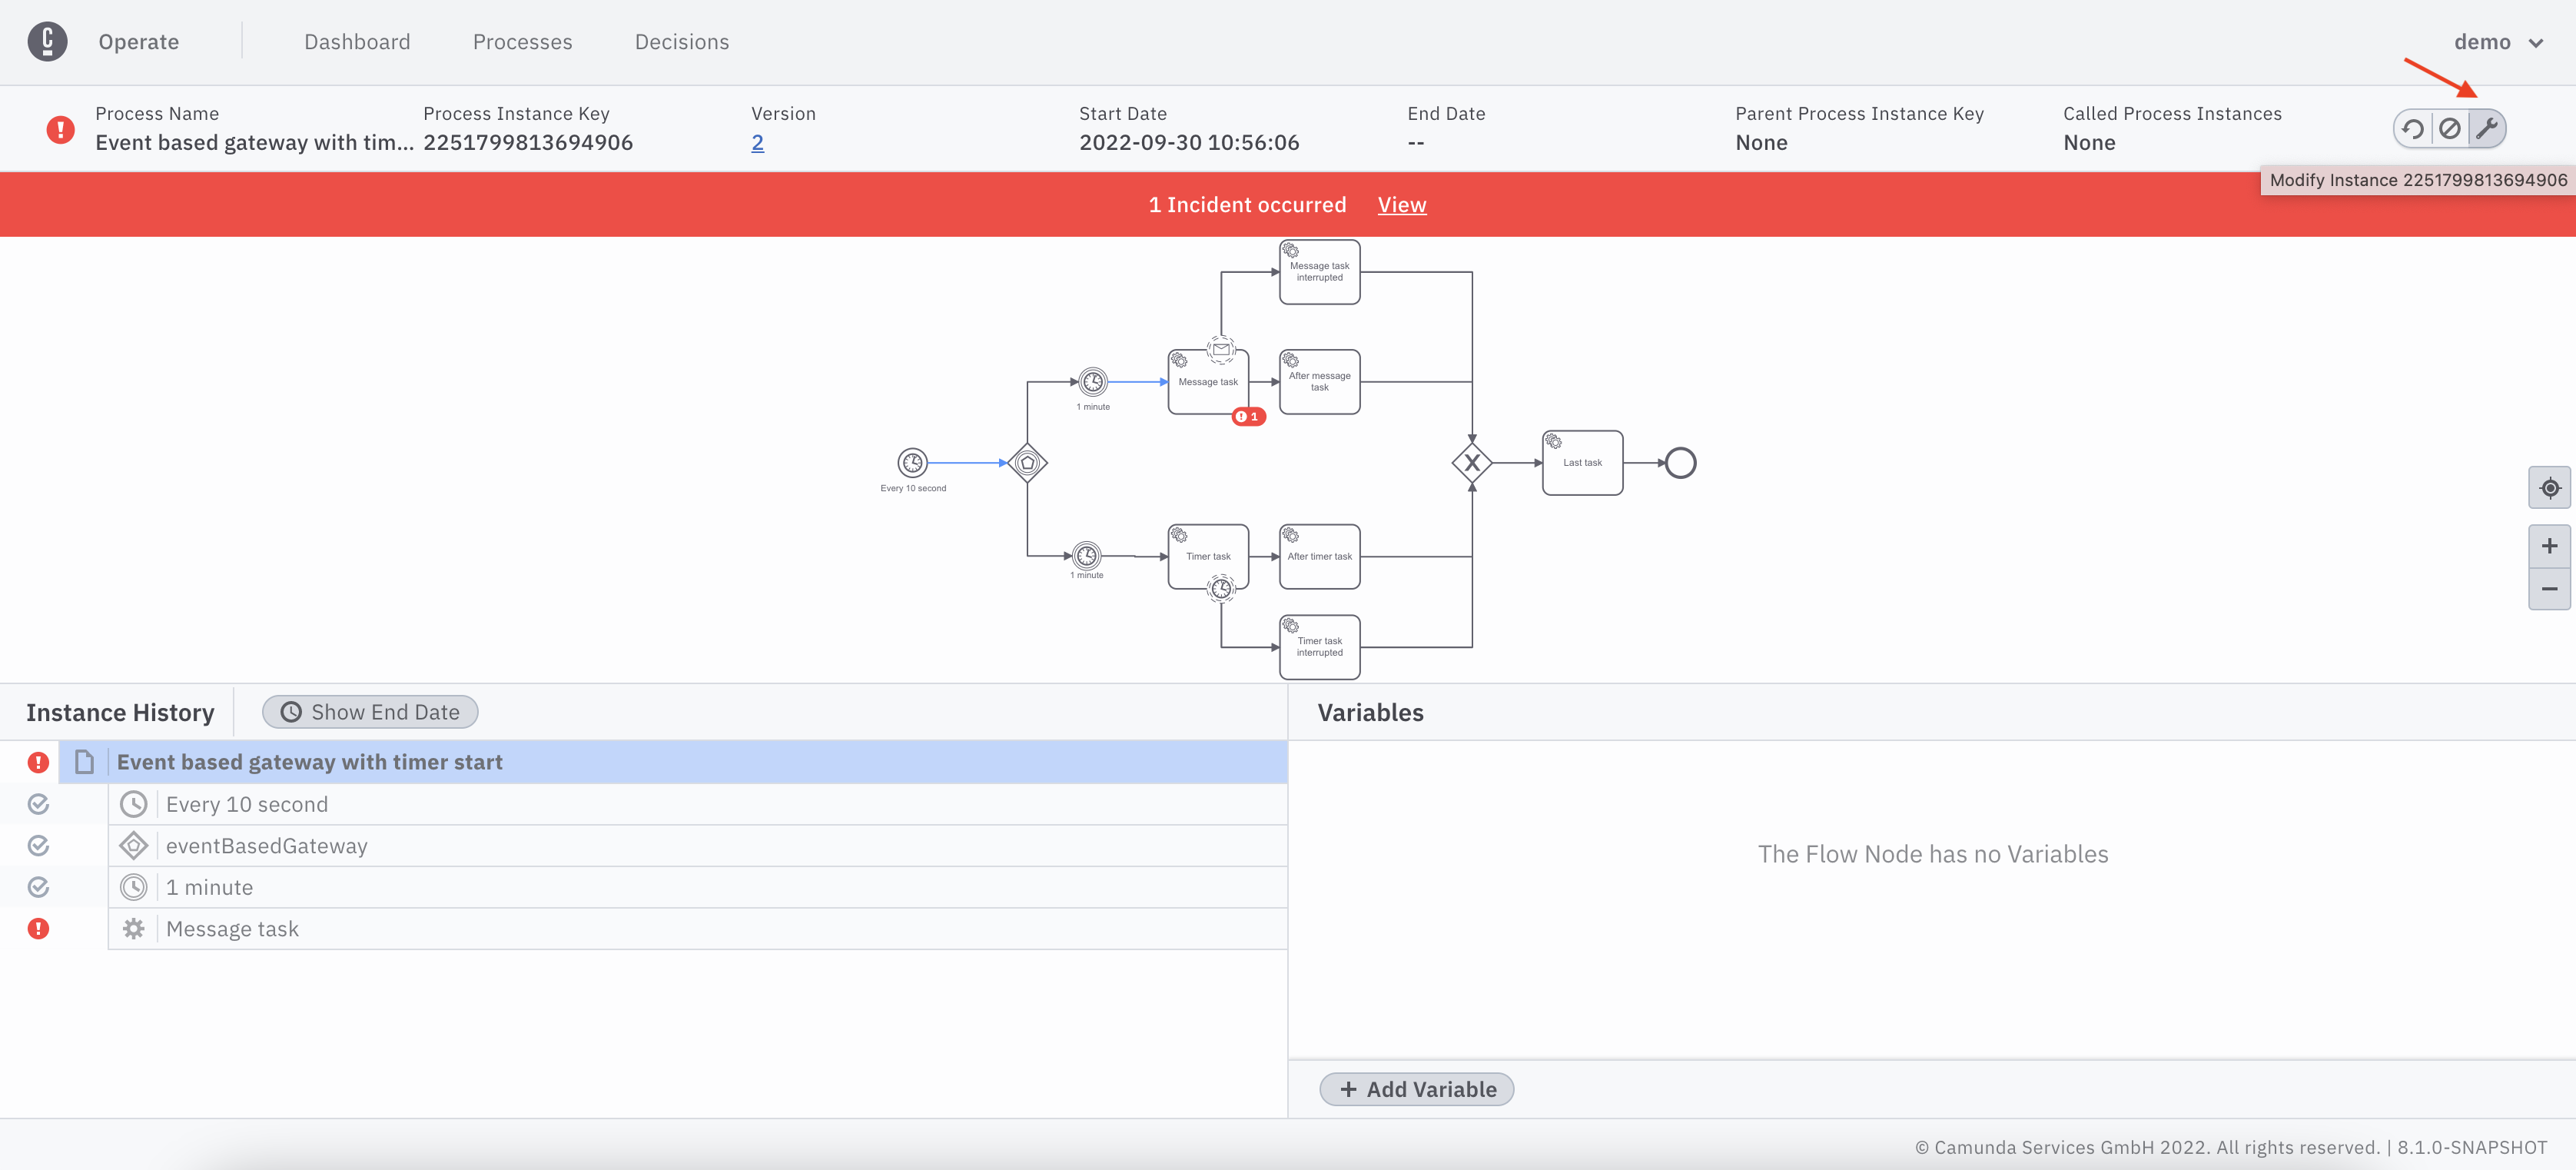 Operate
Dashboard
Processes
Decisions
demo
Process Name
Event based gateway with tim...
Process Instance Key
2251799813694906
Version
2
Start Date
2022-09-30 10:56:06
End Date
--
Parent Process Instance Key
None
Called Process Instances
None
Modify Instance 2251799813694906
1 Incident occurred View
Message task
interrupted
Message task
After message
task
1 minute
1
Every 10 second
X
Last task
Timer task
After timer task
1 minute
Timer task
interrupted
Instance History
Show End Date
Event based gateway with timer start
Every 10 second
eventBasedGateway
1 minute
Message task
Variables
The Flow Node has no Variables
+ Add Variable
© Camunda Services GmbH 2022. All rights reserved. | 8.1.0-SNAPSHOT